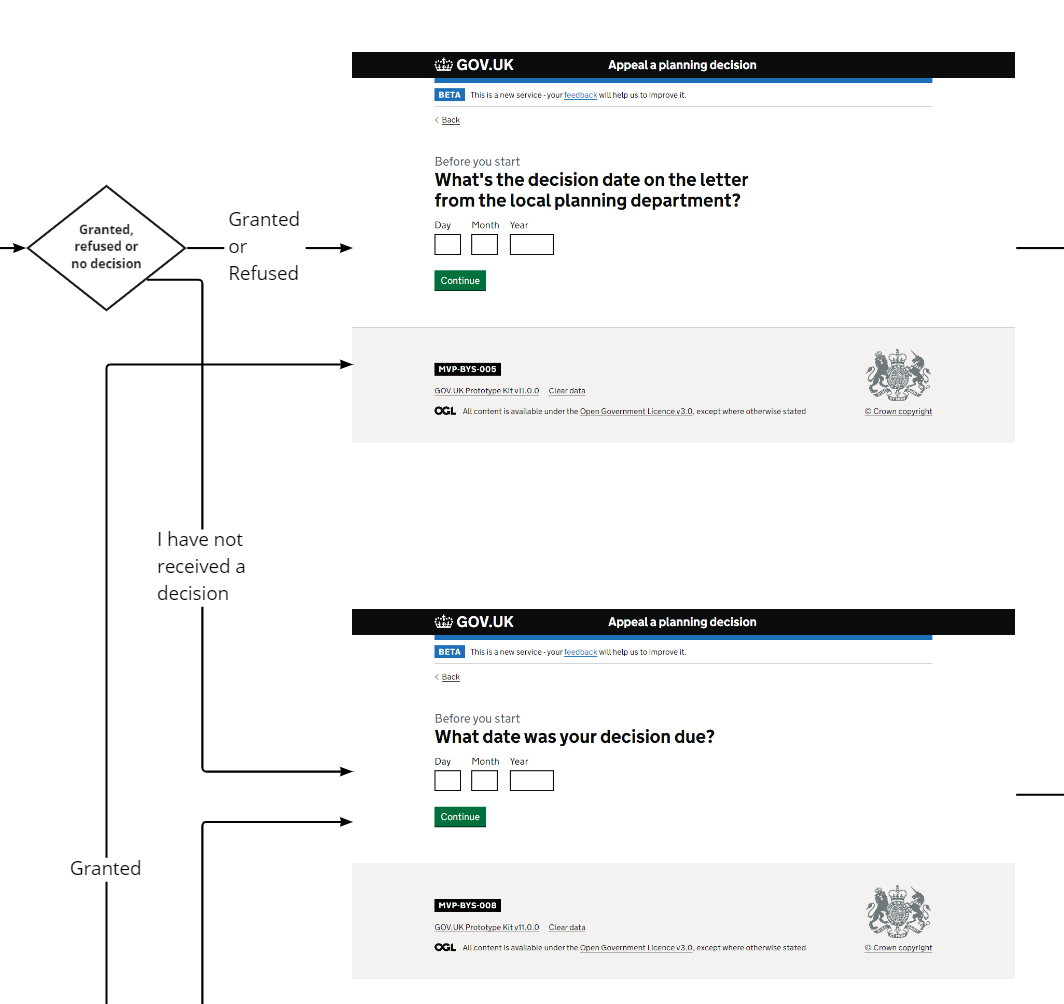 GOV.UK
Appeal a planning decision
BETA This is a new service - your feedback will help us to improve it.
< Back
Before you start
What's the decision date on the letter
from the local planning department?
Day Month Year
Continue
MVP-BYS-005
GOV.UK Prototype Kit v11.0.0 Clear data
OGL All content is available under the Open Government Licence v3.0, except where otherwise stated
© Crown copyright
Granted,
refused or
no decision
Granted
or
Refused
I have not
received a
decision
GOV.UK
Appeal a planning decision
BETA This is a new service - your feedback will help us to improve it.
< Back
Before you start
What date was your decision due?
Day Month Year
Continue
Granted
MVP-BYS-008
GOV.UK Prototype Kit v11.0.0 Clear data
OGL All content is available under the Open Government Licence v3.0, except where otherwise stated
© Crown copyright